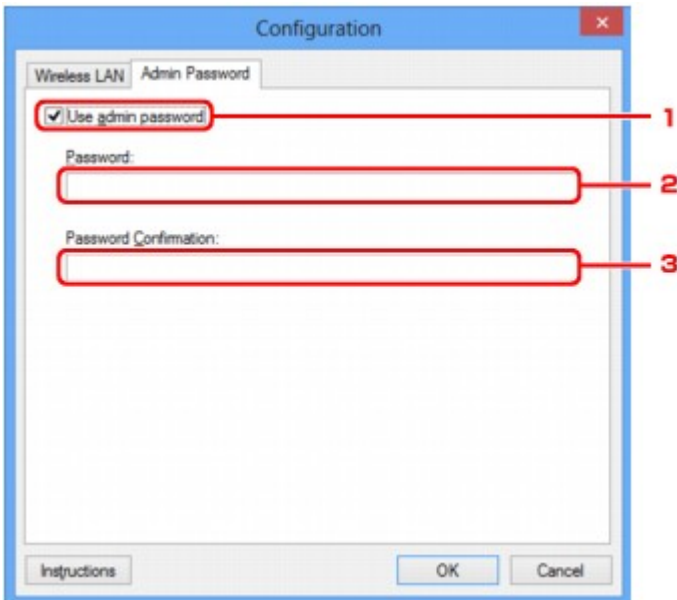 Configuration
Wireless LAN Admin Password
Use admin password 1
Password:
2
Password Confirmation:
3
Instructions OK Cancel